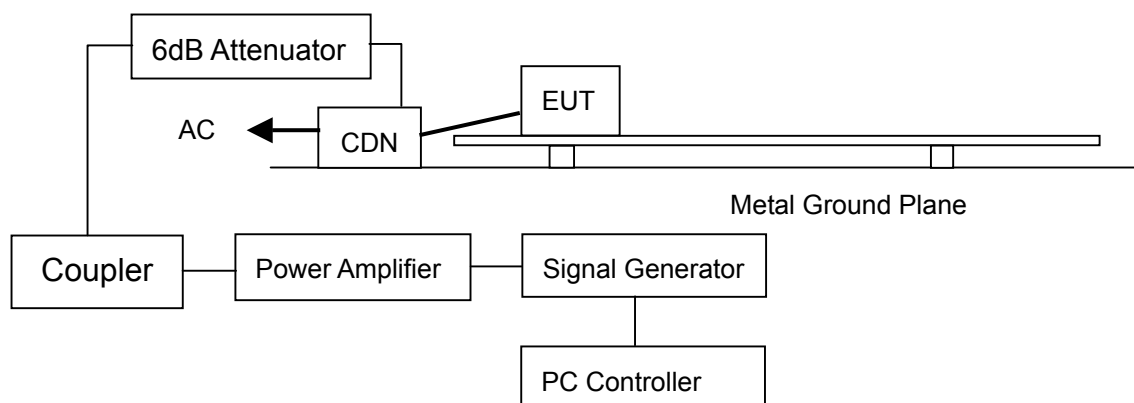 6dB Attenuator
EUT
AC
CDN
Metal Ground Plane
Coupler
Power Amplifier
Signal Generator
PC Controller